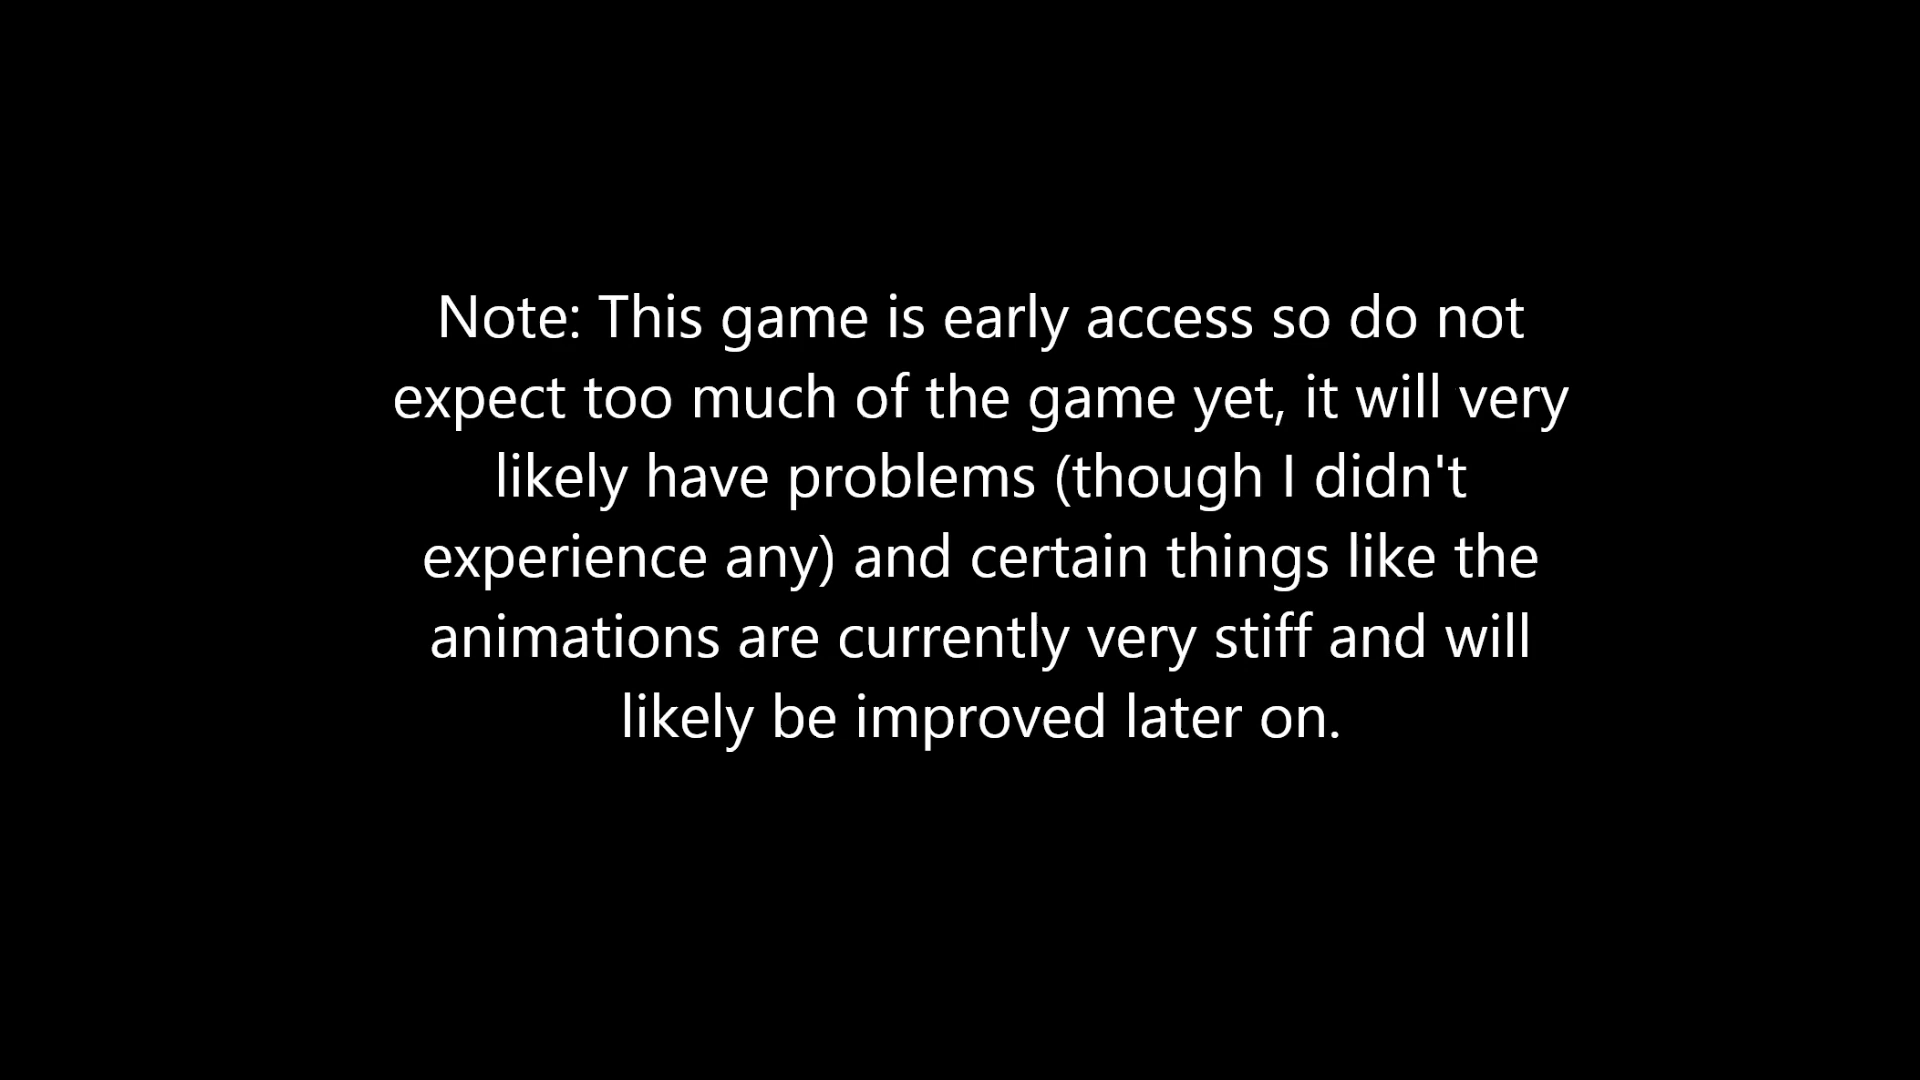 Note: This game is early access so do not
expect too much of the game yet, it will very
likely have problems (though I didn't
experience any) and certain things like the
animations are currently very stiff and will
likely be improved later on.